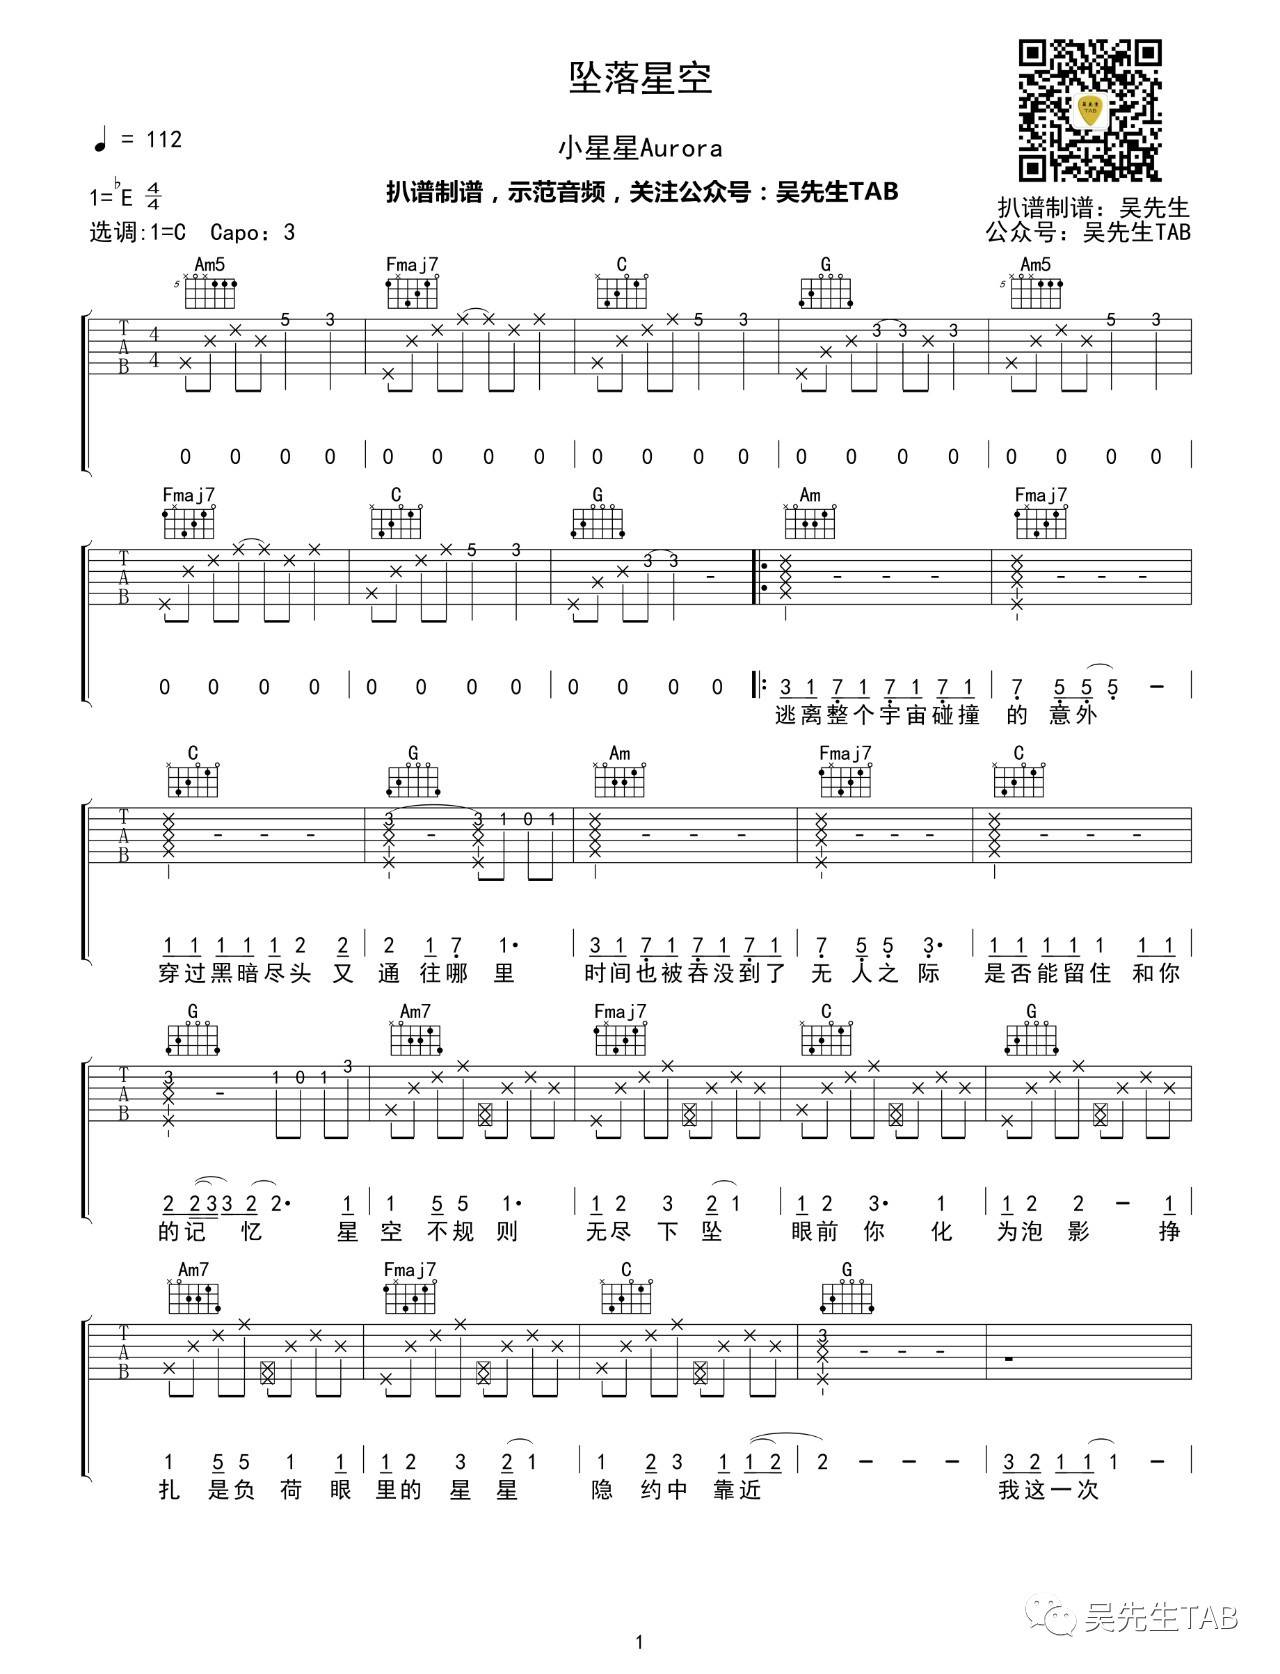 坠落星空
♩ = 112
小星星Aurora
吴先生
TAB
1=♭E 4/4
扒谱制谱，示范音频，关注公众号：吴先生TAB
扒谱制谱：吴先生
选调:1=C Capo：3
公众号：吴先生TAB
Am5 Fmaj7 C G Am5
0 0 0 0 | 0 0 0 0 | 0 0 0 0 | 0 0 0 0 | 0 0 0 0
Fmaj7 C G Am Fmaj7
0 0 0 0 | 0 0 0 0 | 0 0 0 0 |: 3 1 7 1 7 1 7 1 | 7 5 5 5 -
逃离整个宇宙碰撞 的 意外
C G Am Fmaj7 C
1 1 1 1 1 2 2 | 2 1 7 1· | 3 1 7 1 7 1 7 1 | 7 5 5 3· | 1 1 1 1 1 1 1
穿过黑暗尽头 又 通 往哪 里 时间也被吞没到了 无 人之 际 是否能留住 和你
G Am7 Fmaj7 C G
2 2 3 3 2 2· 1 | 1 5 5 1· | 1 2 3 2 1 | 1 2 3· 1 | 1 2 2 - 1
的记 忆 星 空 不规 则 无尽 下 坠 眼前 你 化 为泡 影 挣
Am7 Fmaj7 C G
1 5 5 1 1 | 1 2 3 2 1 | 1 2 3 1 1 2 | 2 - - - | 3 2 1 1 1 -
扎 是负 荷 眼 里的 星 星 隐 约中 靠近 我这一次
吴先生TAB
1